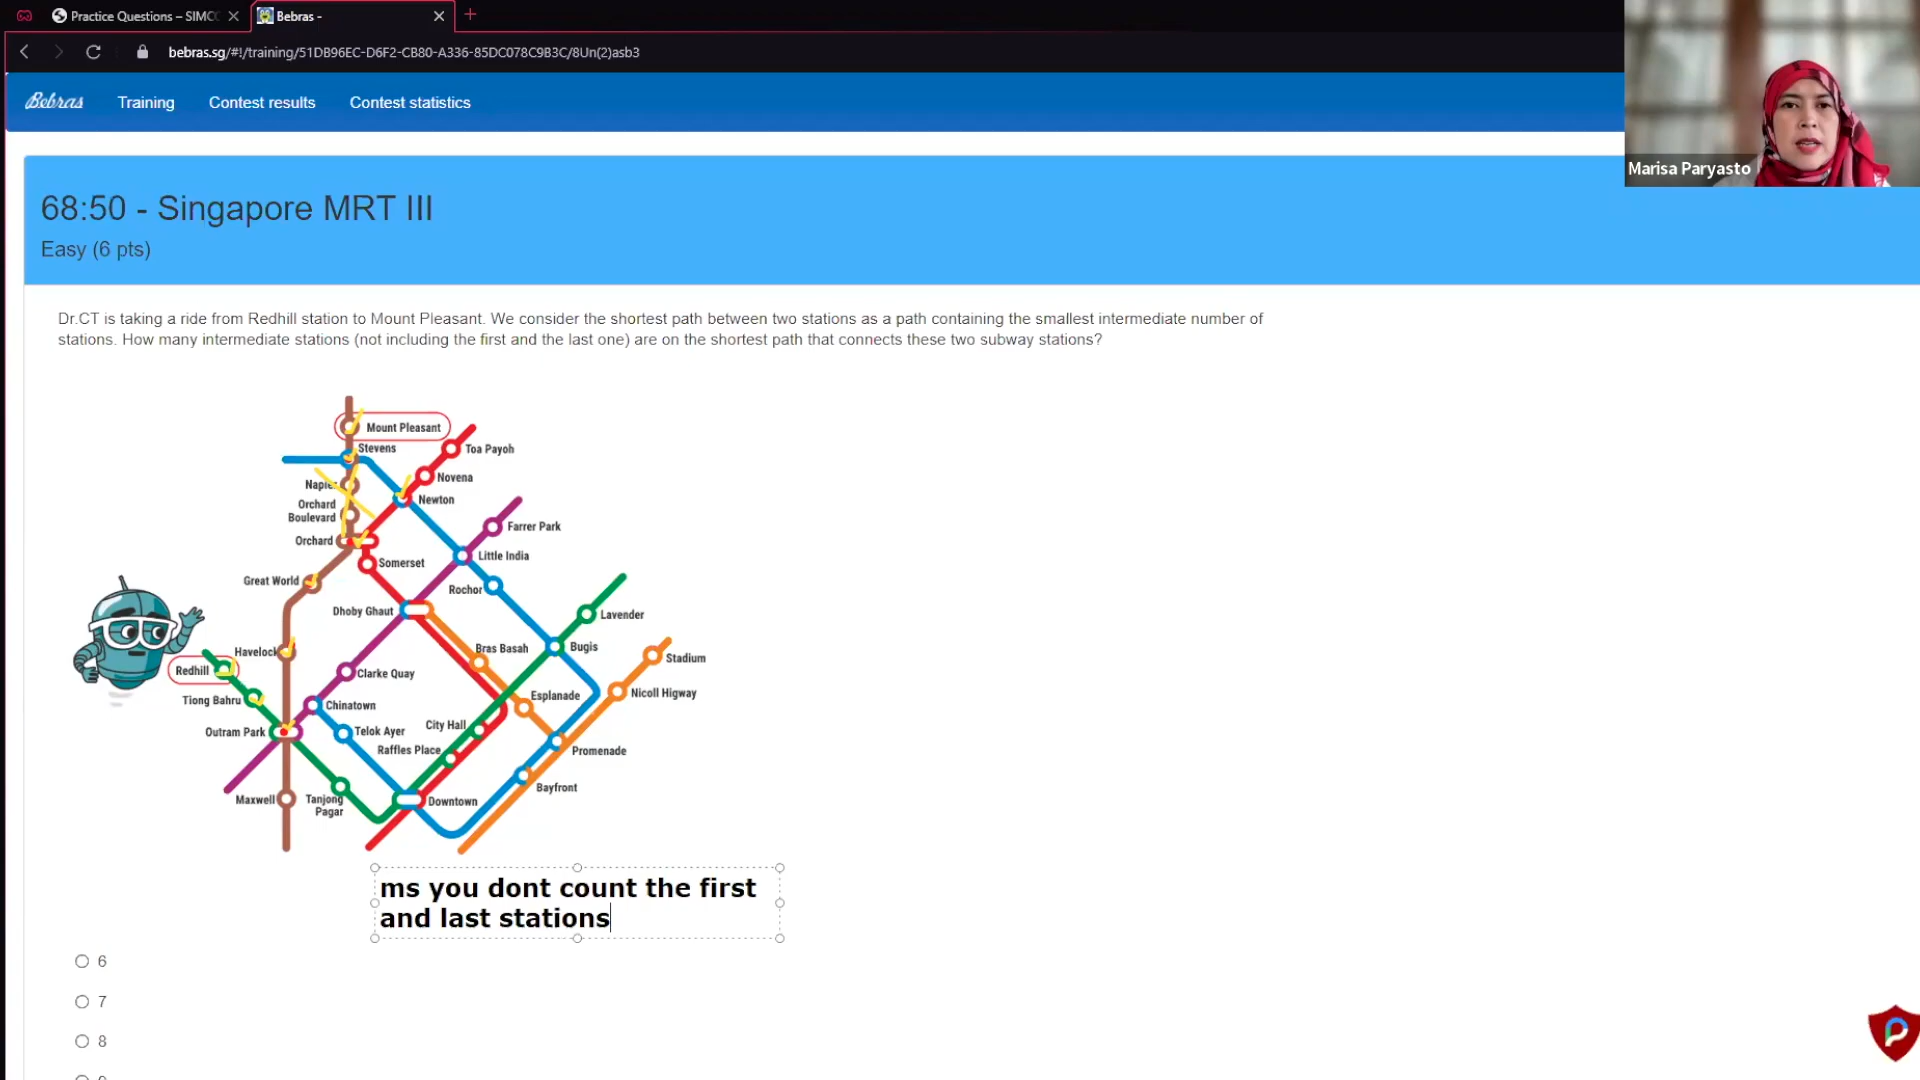 Practice Questions – SIMCC
Bebras -
bebras.sg/#!/training/51DB96EC-D6F2-CB80-A336-85DC078C9B3C/8Un(2)asb3
Bebras
Training
Contest results
Contest statistics
Marisa Paryasto
68:50 - Singapore MRT III
Easy (6 pts)
Dr.CT is taking a ride from Redhill station to Mount Pleasant. We consider the shortest path between two stations as a path containing the smallest intermediate number of
stations. How many intermediate stations (not including the first and the last one) are on the shortest path that connects these two subway stations?
Mount Pleasant
Stevens
Toa Payoh
Novena
Napier
Newton
Orchard
Boulevard
Farrer Park
Orchard
Little India
Somerset
Great World
Rochor
Dhoby Ghaut
Lavender
Havelock
Bras Basah
Bugis
Stadium
Redhill
Clarke Quay
Nicoll Higway
Tiong Bahru
Esplanade
Chinatown
Outram Park
Telok Ayer
City Hall
Raffles Place
Promenade
Bayfront
Maxwell
Tanjong
Pagar
Downtown
ms you dont count the first
and last stations
6
7
8